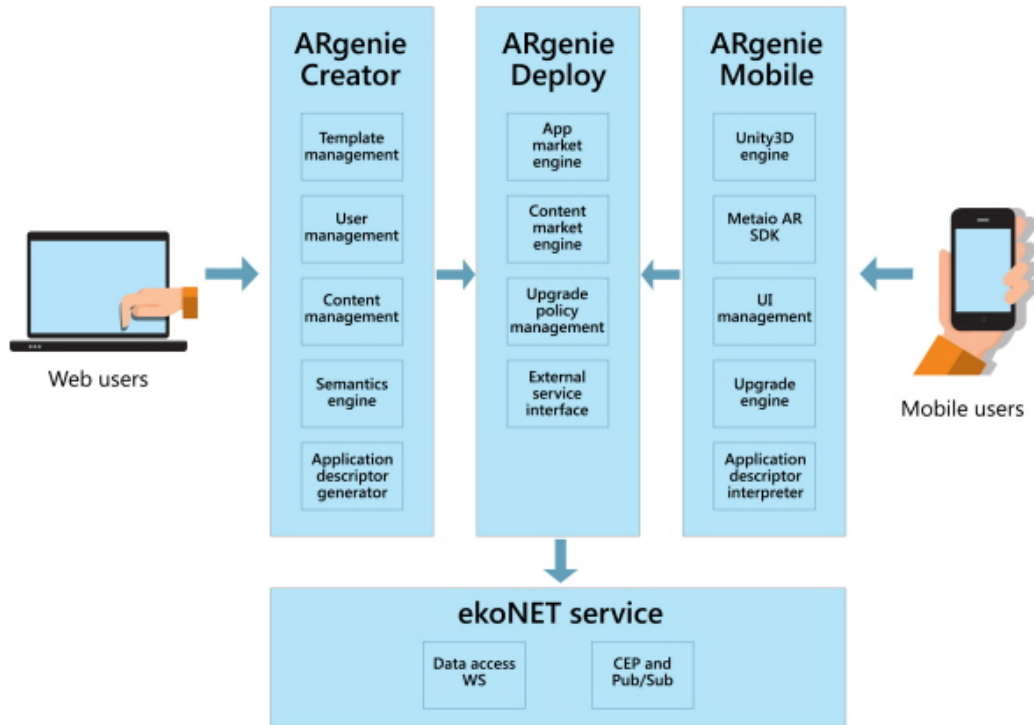 ARgenie
Creator
Template
management
User
management
Content
management
Semantics
engine
Application
descriptor
generator
ARgenie
Deploy
App
market
engine
Content
market
engine
Upgrade
policy
management
External
service
interface
ARgenie
Mobile
Unity3D
engine
Metaio AR
SDK
UI
management
Upgrade
engine
Application
descriptor
interpreter
Web users
Mobile users
ekoNET service
Data access
WS
CEP and
Pub/Sub